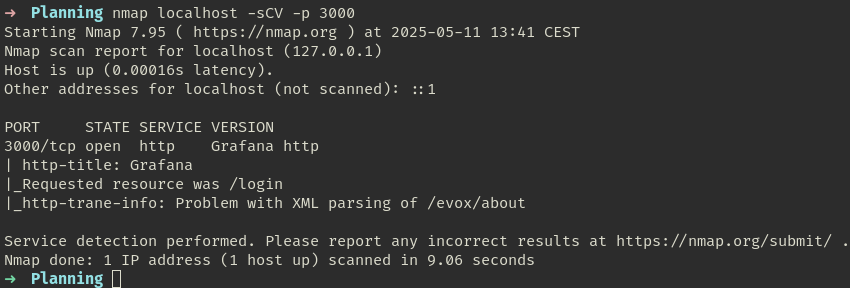 ➜  Planning nmap localhost -sCV -p 3000
Starting Nmap 7.95 ( https://nmap.org ) at 2025-05-11 13:41 CEST
Nmap scan report for localhost (127.0.0.1)
Host is up (0.00016s latency).
Other addresses for localhost (not scanned): ::1

PORT     STATE SERVICE VERSION
3000/tcp open  http    Grafana http
| http-title: Grafana
|_Requested resource was /login
|_http-trane-info: Problem with XML parsing of /evox/about

Service detection performed. Please report any incorrect results at https://nmap.org/submit/ .
Nmap done: 1 IP address (1 host up) scanned in 9.06 seconds
➜  Planning